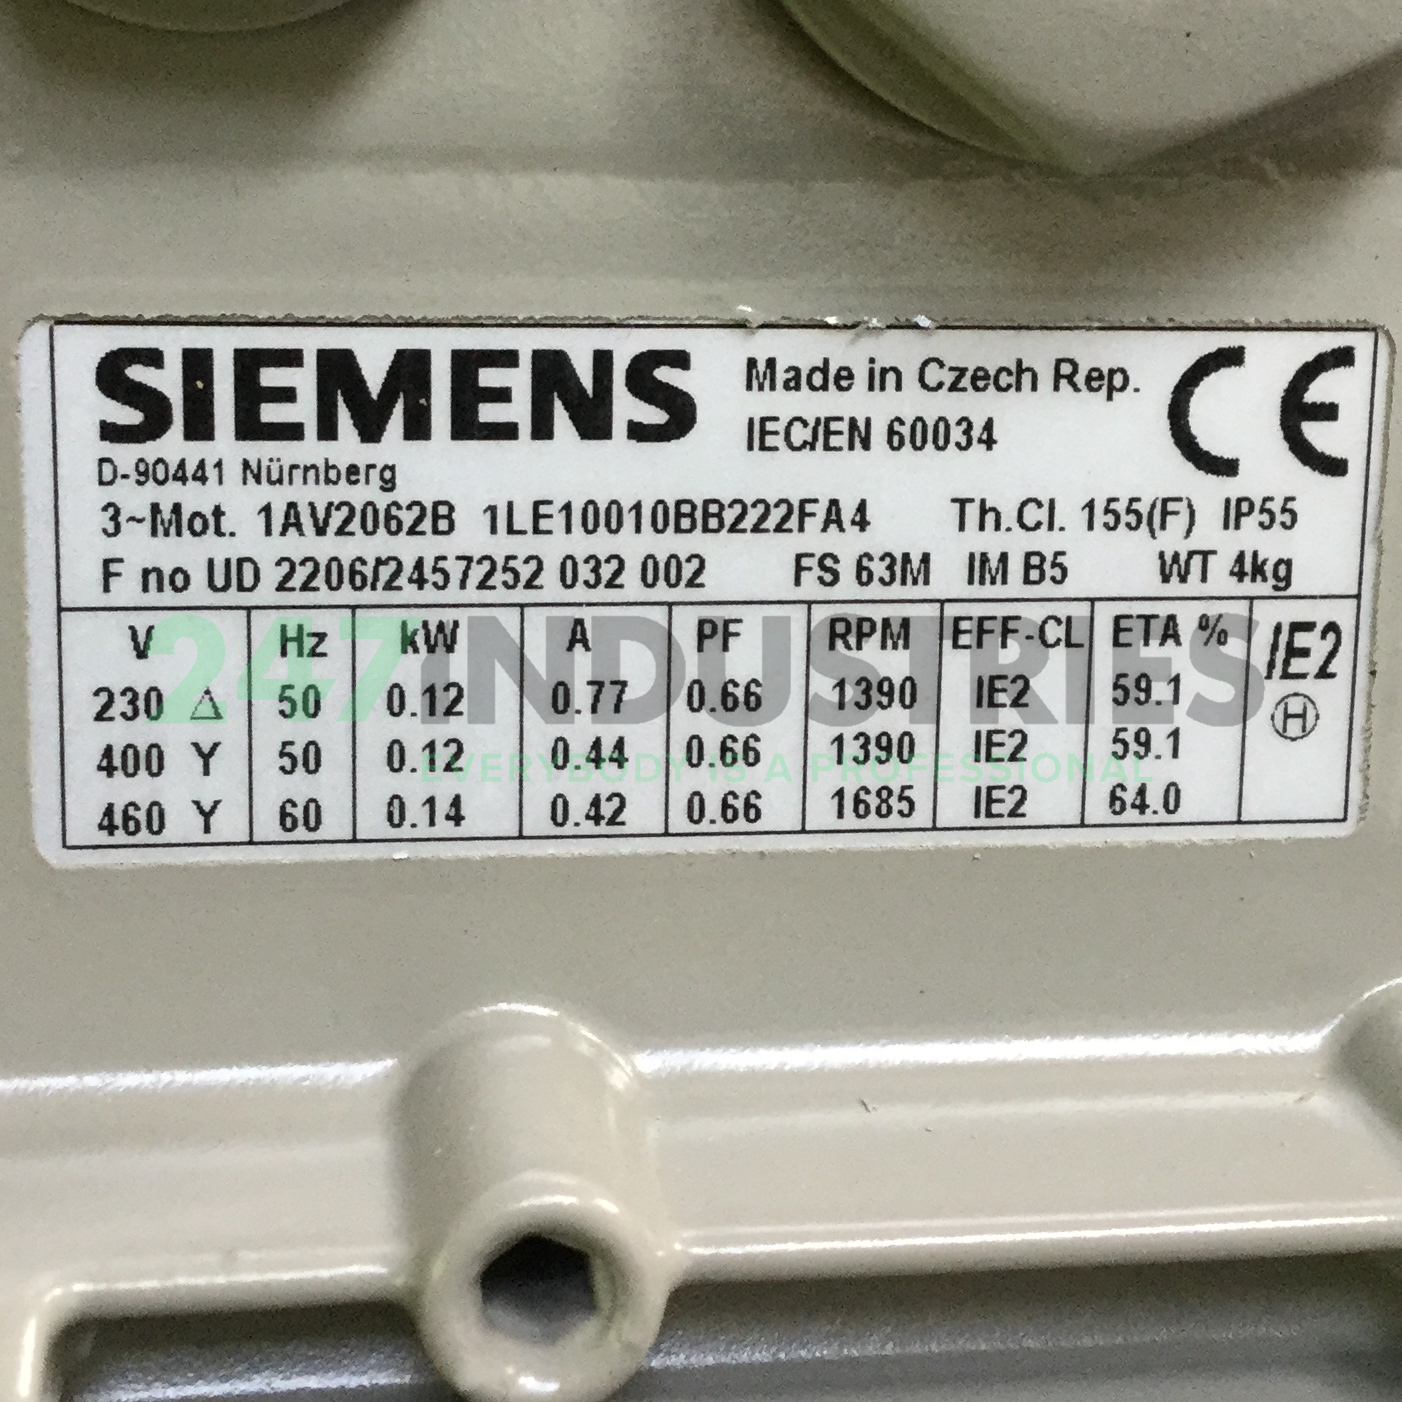 SIEMENS
Made in Czech Rep.
IEC/EN 60034
CE
D-90441 Nürnberg
3~Mot. 1AV2062B 1LE10010BB222FA4 Th.Cl. 155(F) IP55
F no UD 2206/2457252 032 002 FS 63M IM B5 WT 4kg
V Hz kW A PF RPM EFF-CL ETA % IE2
230 Δ 50 0.12 0.77 0.66 1390 IE2 59.1 H
400 Y 50 0.12 0.44 0.66 1390 IE2 59.1
460 Y 60 0.14 0.42 0.66 1685 IE2 64.0
247INDUSTRIES
EVERYBODY IS A PROFESSIONAL